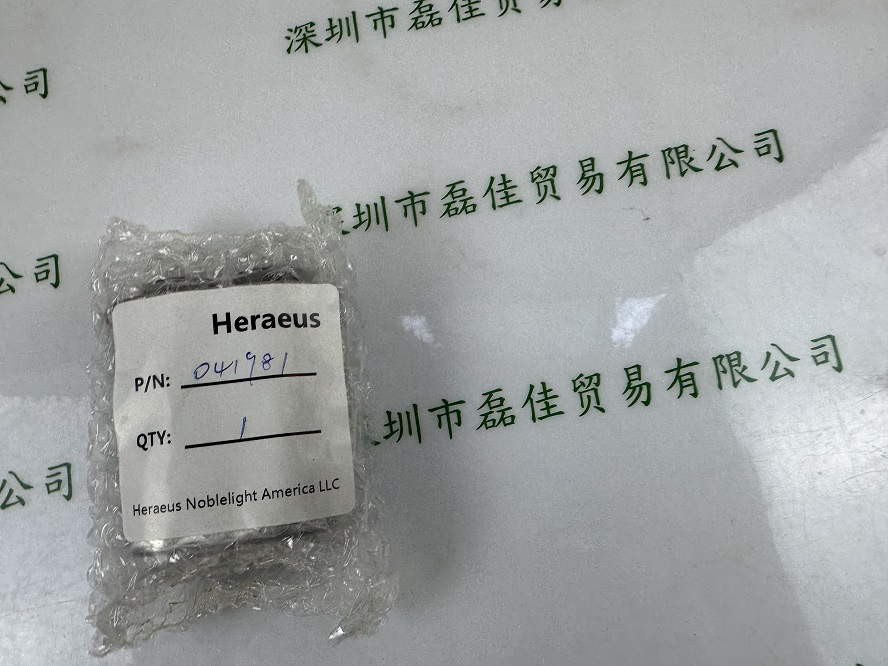 深圳市磊佳贸易
公司
深圳市磊佳贸易有限公司
公司
Heraeus
P/N: 041981
QTY: 1
Heraeus Noblelight America LLC
圳市磊佳贸易有限公司
公司